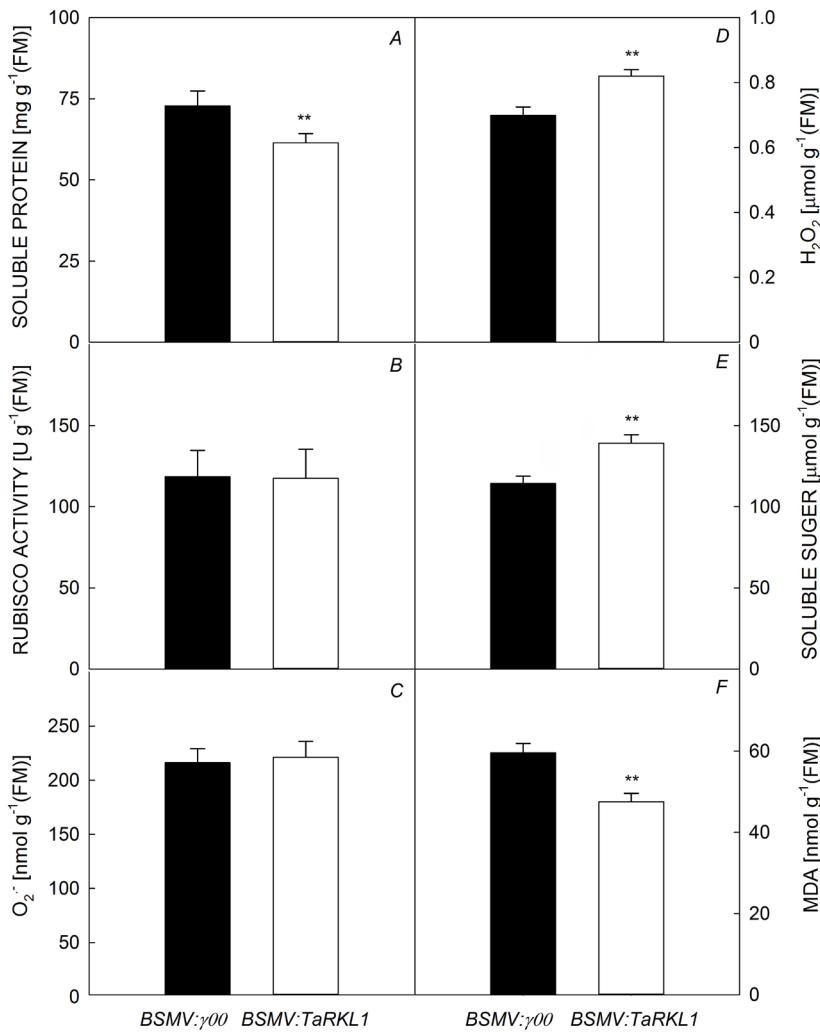 A
SOLUBLE PROTEIN [mg g⁻¹(FM)]
100
75
50
25
0
**
D
H₂O₂ [µmol g⁻¹(FM)]
1.0
0.8
0.6
0.4
0.2
0
**
B
RUBISCO ACTIVITY [U g⁻¹(FM)]
150
100
50
0
E
SOLUBLE SUGER [µmol g⁻¹(FM)]
150
100
50
0
**
C
O₂·⁻ [nmol g⁻¹(FM)]
250
200
150
100
50
0
F
MDA [nmol g⁻¹(FM)]
60
40
20
0
**
BSMV:γ00 BSMV:TaRKL1
BSMV:γ00 BSMV:TaRKL1